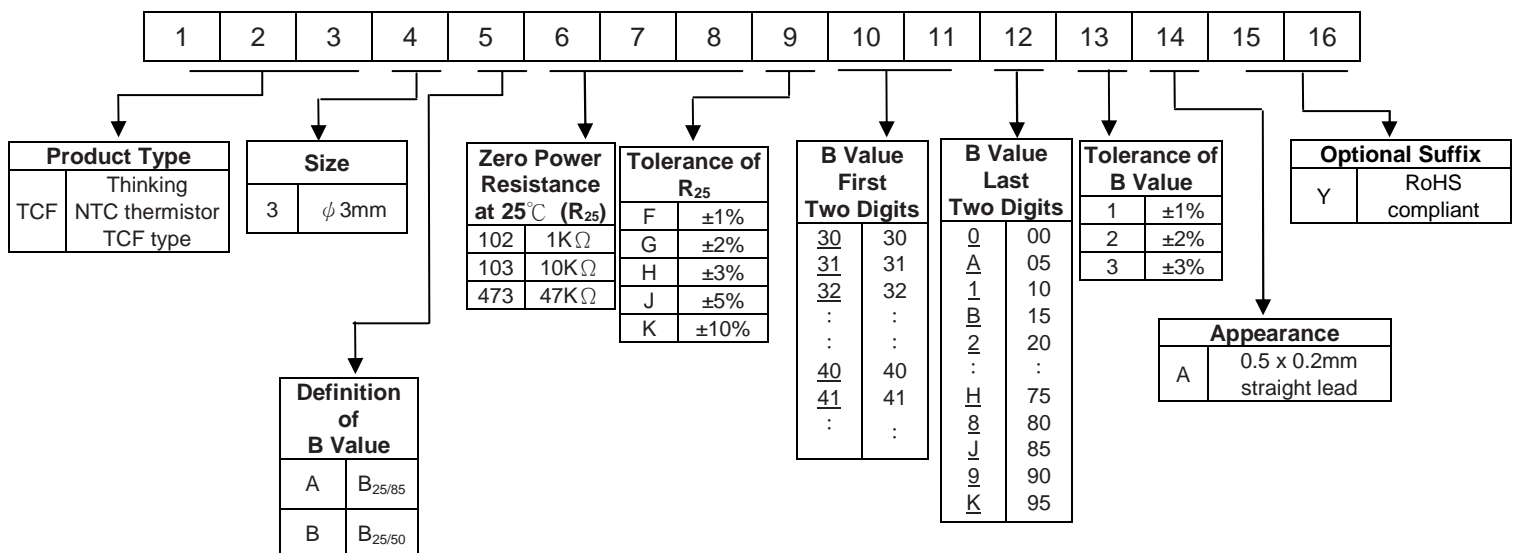 1 2 3 4 5 6 7 8 9 10 11 12 13 14 15 16
Product Type
TCF
Thinking
NTC thermistor
TCF type
Size
3 φ3mm
Definition
of
B Value
A B25/85
B B25/50
Zero Power
Resistance
at 25℃ (R25)
102 1KΩ
103 10KΩ
473 47KΩ
Tolerance of
R25
F ±1%
G ±2%
H ±3%
J ±5%
K ±10%
B Value
First
Two Digits
30 30
31 31
32 32
: :
: :
40 40
41 41
: :
B Value
Last
Two Digits
0 00
A 05
1 10
B 15
2 20
: :
H 75
8 80
J 85
9 90
K 95
Tolerance of
B Value
1 ±1%
2 ±2%
3 ±3%
Appearance
A
0.5 x 0.2mm
straight lead
Optional Suffix
Y
RoHS
compliant